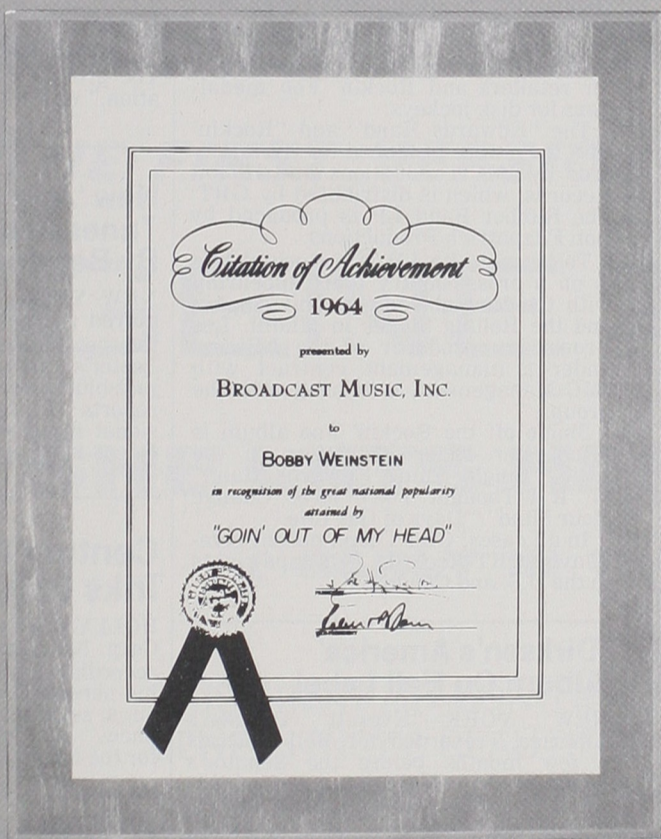 Citation of Achievement
1964
presented by
BROADCAST MUSIC, INC.
to
BOBBY WEINSTEIN
in recognition of the great national popularity
attained by
"GOIN' OUT OF MY HEAD"